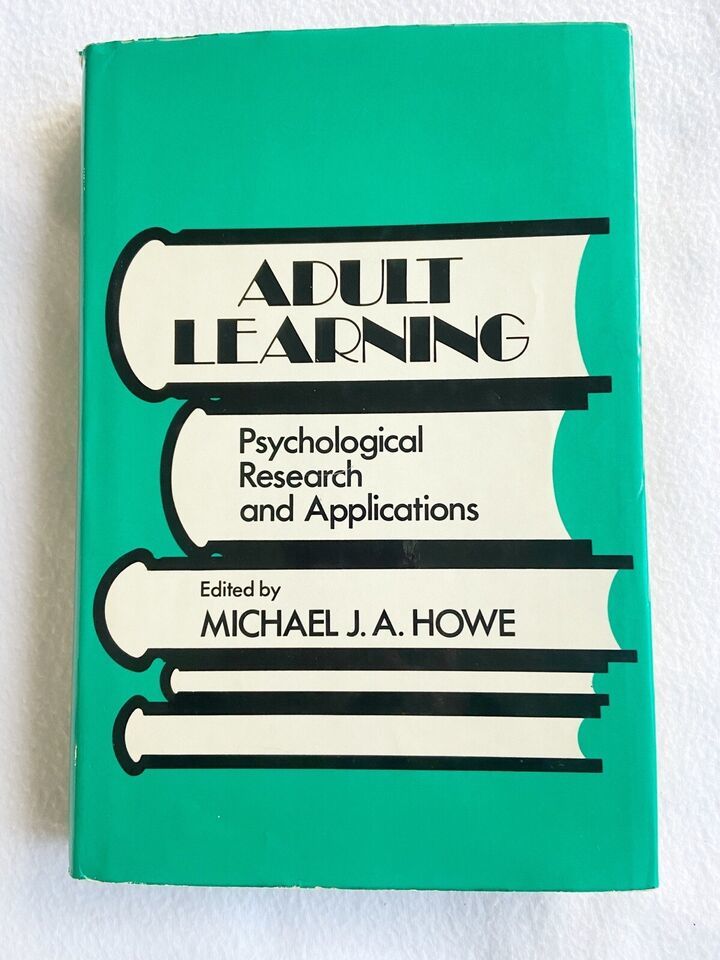 ADULT
LEARNING
Psychological
Research
and Applications
Edited by
MICHAEL J. A. HOWE